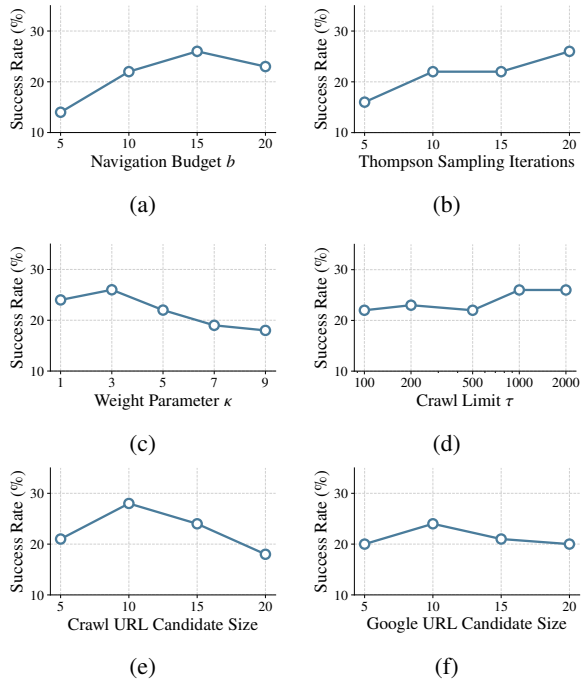 Success Rate (%)
30
20
10
5 10 15 20
Navigation Budget b
(a)
Success Rate (%)
30
20
10
5 10 15 20
Thompson Sampling Iterations
(b)
Success Rate (%)
30
20
10
1 3 5 7 9
Weight Parameter κ
(c)
Success Rate (%)
30
20
10
100 200 500 1000 2000
Crawl Limit τ
(d)
Success Rate (%)
30
20
10
5 10 15 20
Crawl URL Candidate Size
(e)
Success Rate (%)
30
20
10
5 10 15 20
Google URL Candidate Size
(f)